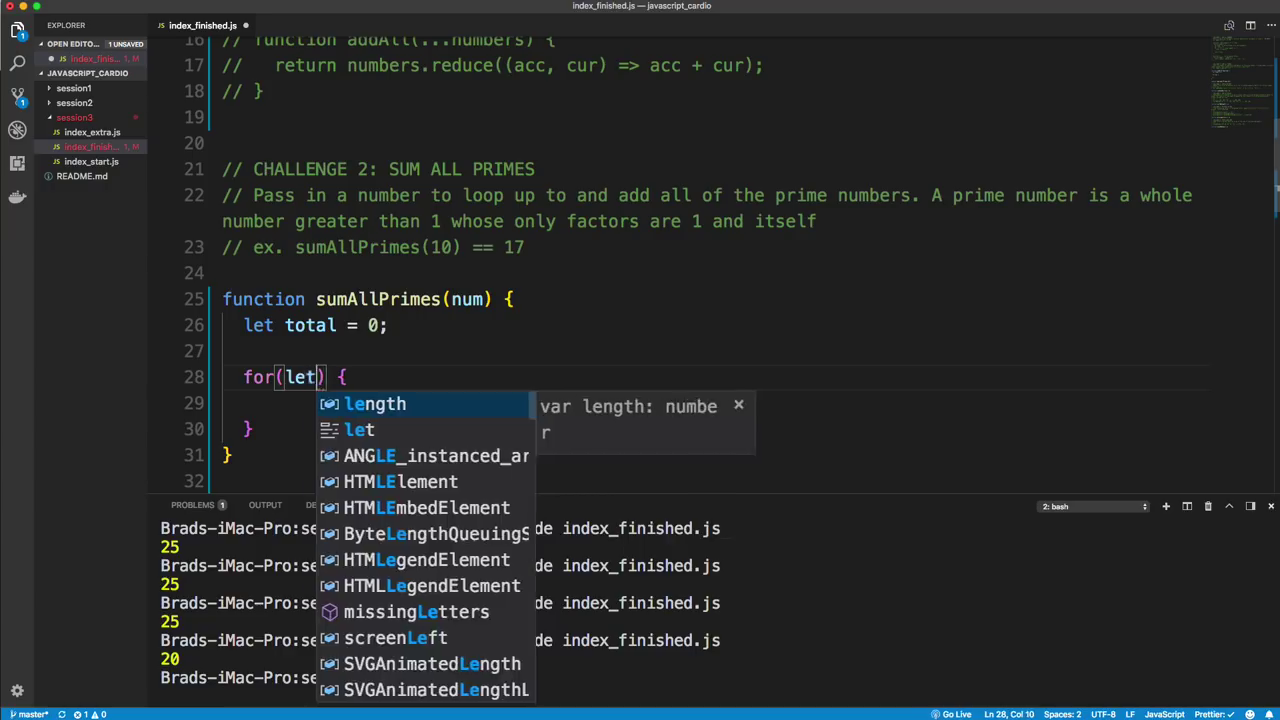 index_finished.js — javascript_cardio
EXPLORER
index_finished.js
OPEN EDITO... 1 UNSAVED
index_finis... 1, M
JAVASCRIPT_CARDIO
session1
session2
session3
JS index_extra.js
JS index_finish... 1, M
JS index_start.js
README.md
16 // function addAll(...numbers) {
17 //   return numbers.reduce((acc, cur) => acc + cur);
18 // }
19
20
21 // CHALLENGE 2: SUM ALL PRIMES
22 // Pass in a number to loop up to and add all of the prime numbers. A prime number is a whole
number greater than 1 whose only factors are 1 and itself
23 // ex. sumAllPrimes(10) == 17
24
25 function sumAllPrimes(num) {
26   let total = 0;
27
28   for(let) {
29
30   }
31 }
32
length
let
ANGLE_instanced_ar
HTMLElement
HTMLEmbedElement
ByteLengthQueuingS
HTMLegendElement
HTMLLegendElement
missingLetters
screenLeft
SVGAnimatedLength
SVGAnimatedLengthL
var length: numbe
r
PROBLEMS 1 OUTPUT DE 2: bash
Brads-iMac-Pro:se de index_finished.js
25
Brads-iMac-Pro:se de index_finished.js
25
Brads-iMac-Pro:se de index_finished.js
25
Brads-iMac-Pro:se de index_finished.js
20
Brads-iMac-Pro:se
master* 1 0 Go Live Ln 28, Col 10 Spaces: 2 UTF-8 LF JavaScript Prettier: ✓